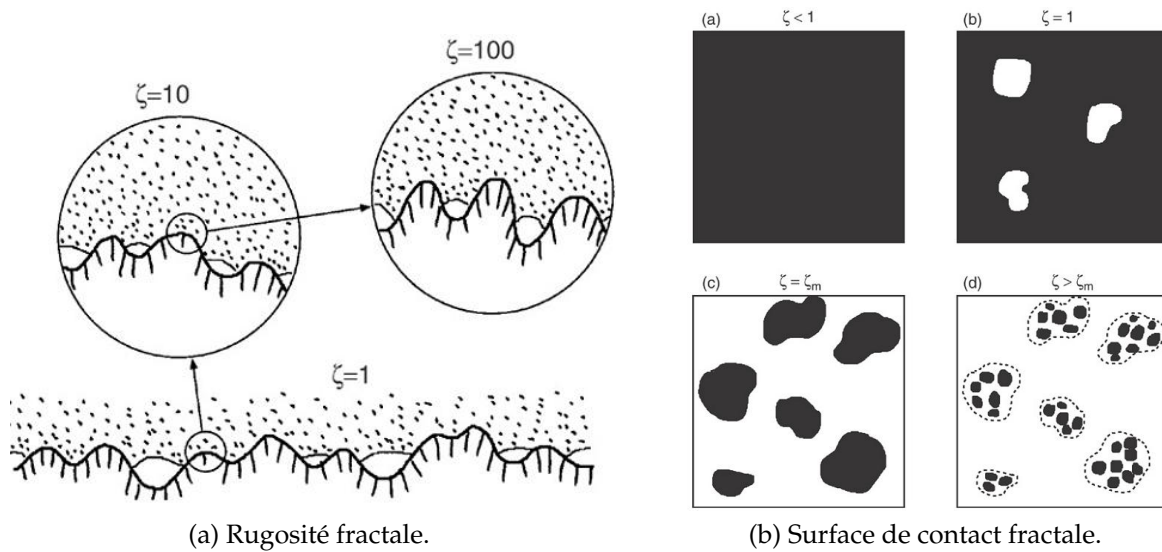 ζ=10
ζ=100
ζ=1
(a) Rugosité fractale.
(a) ζ < 1
(b) ζ = 1
(c) ζ = ζm
(d) ζ > ζm
(b) Surface de contact fractale.